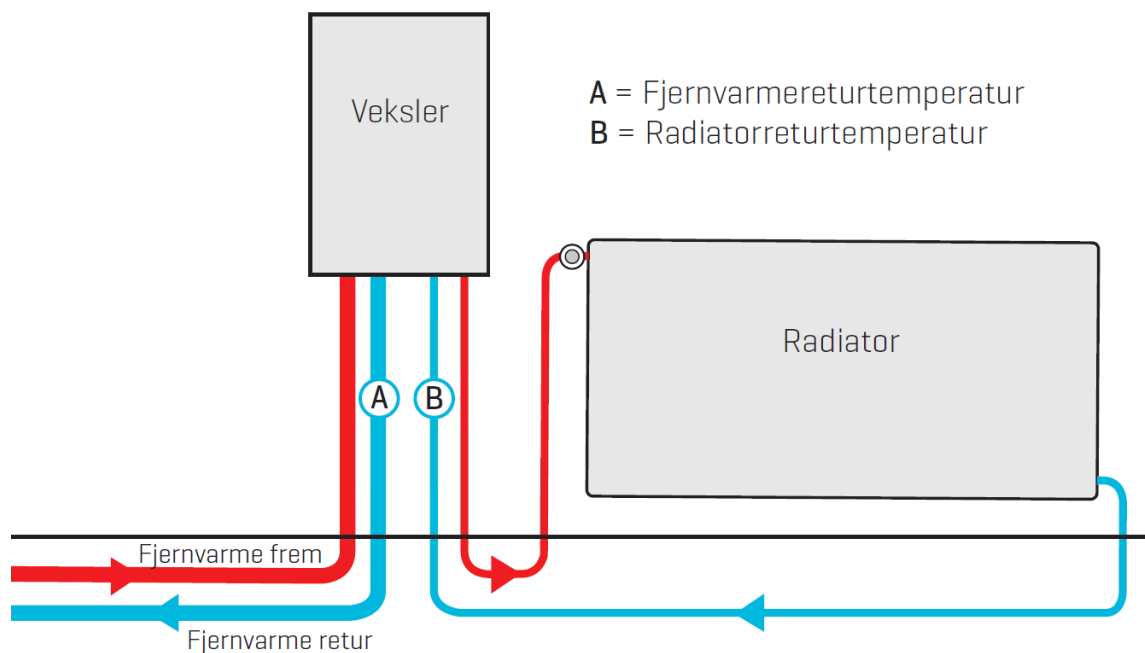 Veksler
A = Fjernvarmereturtemperatur
B = Radiatorreturtemperatur
Radiator
A
B
Fjernvarme frem
Fjernvarme retur